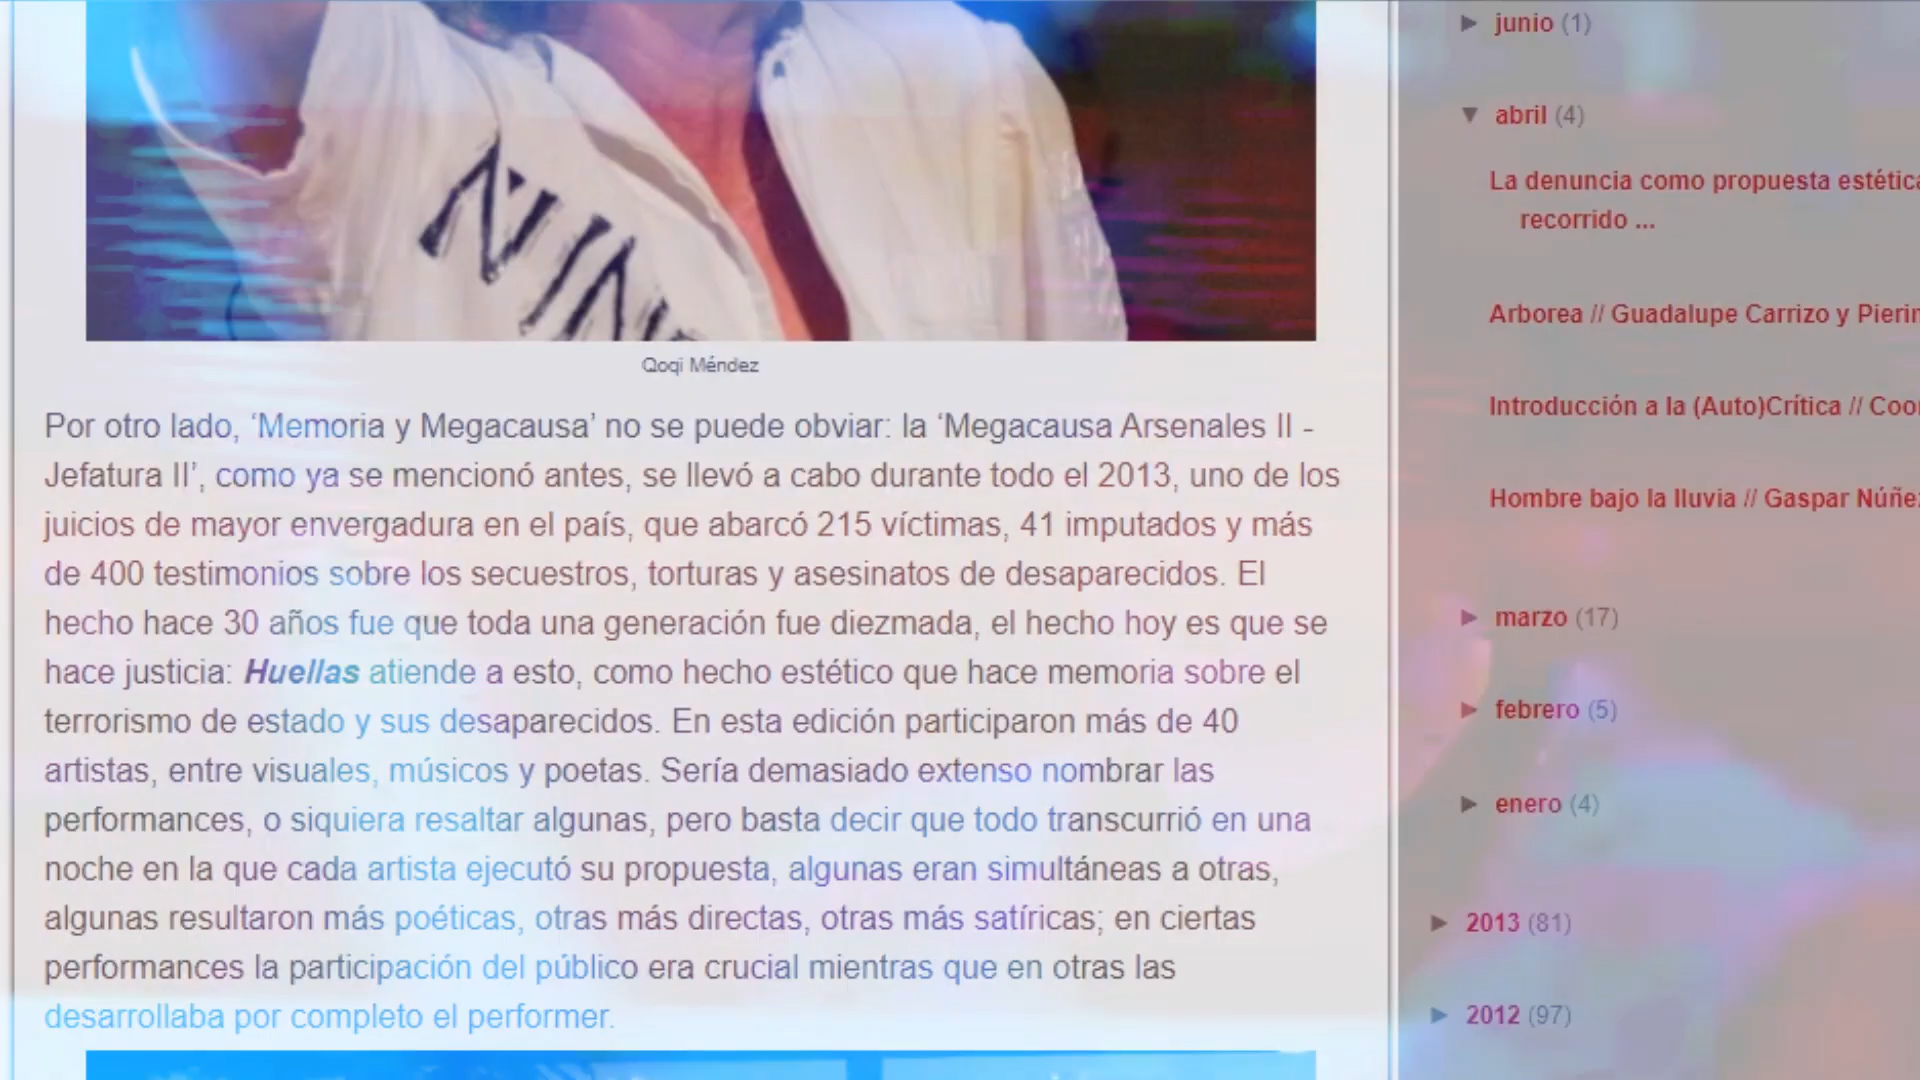 Qoqi Méndez
Por otro lado, ‘Memoria y Megacausa’ no se puede obviar: la ‘Megacausa Arsenales II -
Jefatura II’, como ya se mencionó antes, se llevó a cabo durante todo el 2013, uno de los
juicios de mayor envergadura en el país, que abarcó 215 víctimas, 41 imputados y más
de 400 testimonios sobre los secuestros, torturas y asesinatos de desaparecidos. El
hecho hace 30 años fue que toda una generación fue diezmada, el hecho hoy es que se
hace justicia: Huellas atiende a esto, como hecho estético que hace memoria sobre el
terrorismo de estado y sus desaparecidos. En esta edición participaron más de 40
artistas, entre visuales, músicos y poetas. Sería demasiado extenso nombrar las
performances, o siquiera resaltar algunas, pero basta decir que todo transcurrió en una
noche en la que cada artista ejecutó su propuesta, algunas eran simultáneas a otras,
algunas resultaron más poéticas, otras más directas, otras más satíricas; en ciertas
performances la participación del público era crucial mientras que en otras las
desarrollaba por completo el performer.
► junio (1)
▼ abril (4)
La denuncia como propuesta estética
recorrido ...
Arborea // Guadalupe Carrizo y
Introducción a la (Auto)Crítica //
Hombre bajo la lluvia // Gaspar
► marzo (17)
► febrero (5)
► enero (4)
► 2013 (81)
► 2012 (97)